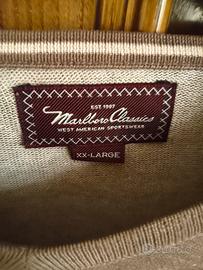 EST. 1987
Marlboro Classics
WEST AMERICAN SPORTSWEAR
XX-LARGE